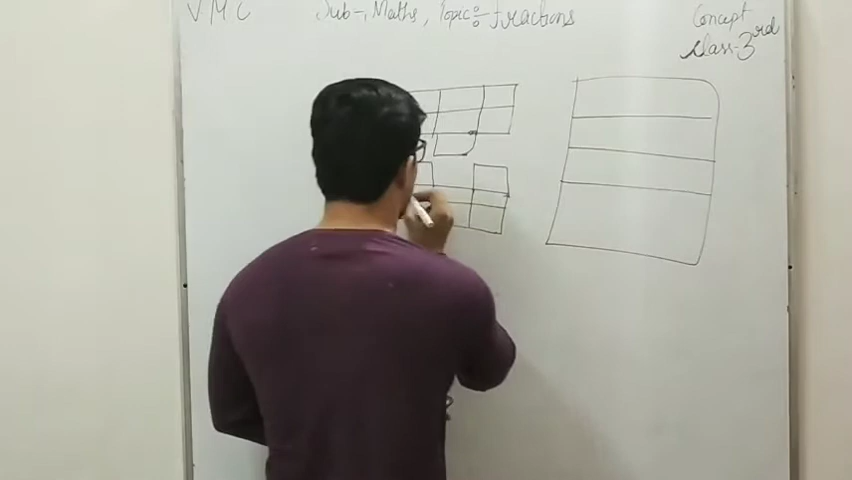 VMC Sub-, Maths, Topic:- fractions Concept
class-3rd